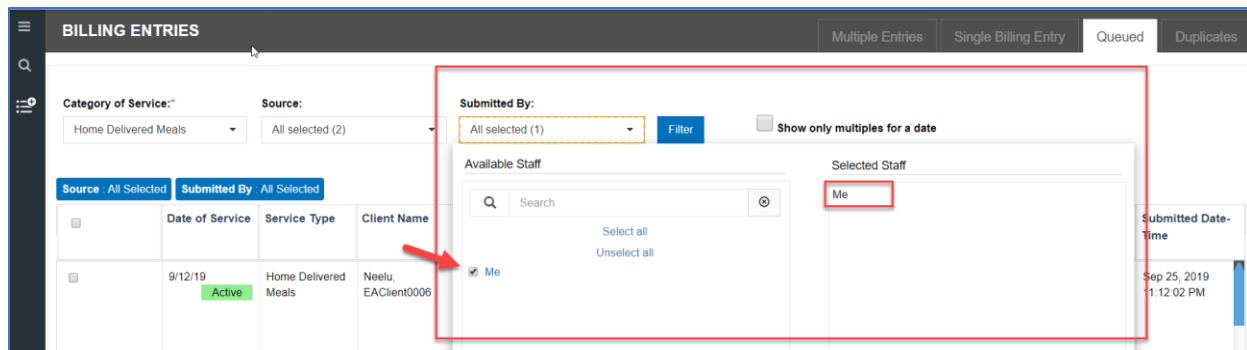 BILLING ENTRIES
Multiple Entries
Single Billing Entry
Queued
Duplicates
Category of Service:*
Source:
Submitted By:
Home Delivered Meals
All selected (2)
All selected (1)
Filter
Show only multiples for a date
Available Staff
Selected Staff
Search
Me
Select all
Unselect all
Me
Source : All Selected
Submitted By : All Selected
Date of Service
Service Type
Client Name
Submitted Date-
Time
9/12/19
Active
Home Delivered
Meals
Neelu,
EAClient0006
Sep 25, 2019
11:12:02 PM